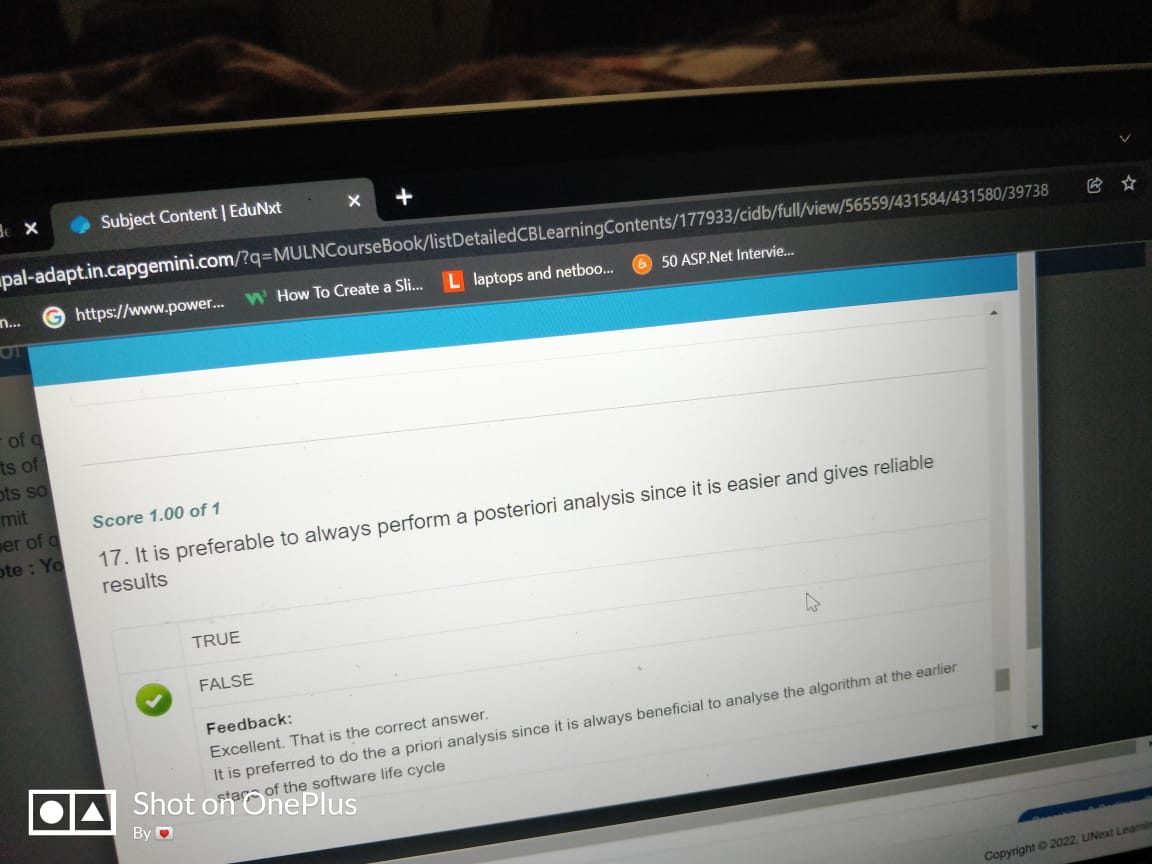 Subject Content | EduNxt
pal-adapt.in.capgemini.com/?q=MULNCourseBook/listDetailedCBLearningContents/177933/cidb/full/view/56559/431584/431580/39738
n...
https://www.power...
How To Create a Sli...
L
laptops and netboo...
50 ASP.Net Intervie...
of q
ts of
pts so
mit
er of q
ote : Yo
Score 1.00 of 1
17. It is preferable to always perform a posteriori analysis since it is easier and gives reliable
results
TRUE
FALSE
Feedback:
Excellent. That is the correct answer.
It is preferred to do the a priori analysis since it is always beneficial to analyse the algorithm at the earlier
stage of the software life cycle
Shot on OnePlus
By
Copyright © 2022, UNext Learnin